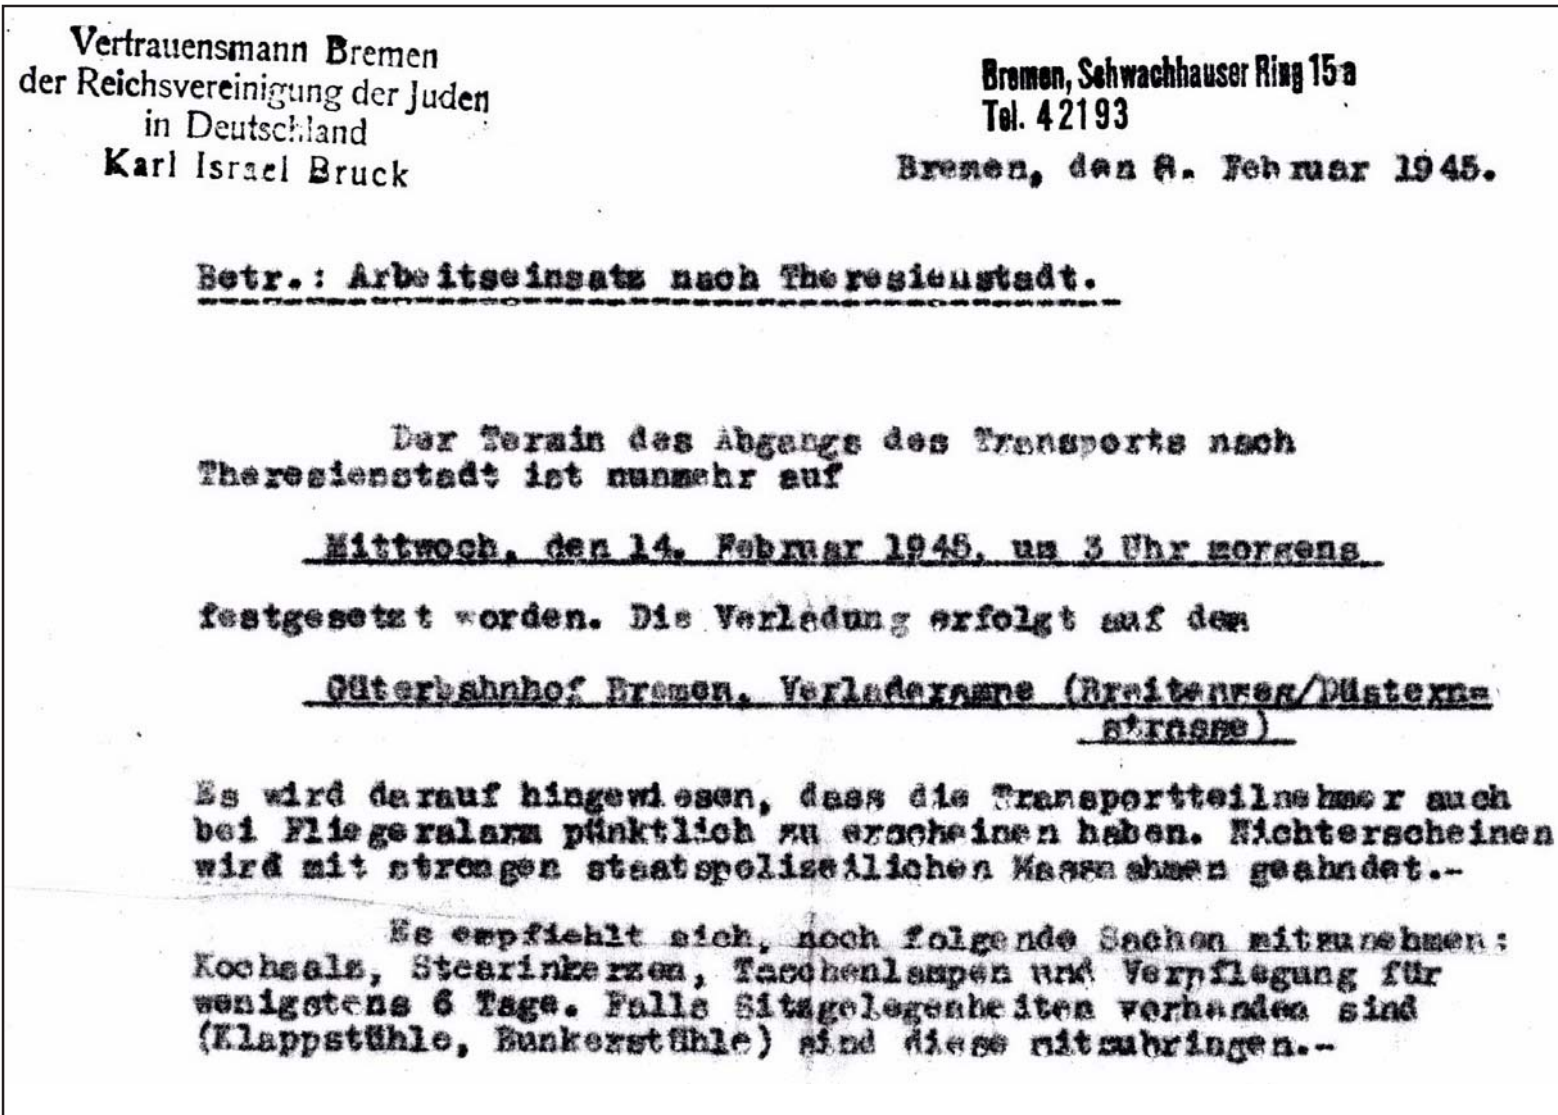 Vertrauensmann Bremen
der Reichsvereinigung der Juden
in Deutschland
Karl Israel Bruck
Bremen, Schwachhauser Ring 15a
Tel. 42193
Bremen, den 8. Februar 1945.
Betr.: Arbeitseinsatz nach Theresienstadt.
Der Termin des Abgangs des Transports nach
Theresienstadt ist nunmehr auf
Mittwoch, den 14. Februar 1945, um 3 Uhr morgens
festgesetzt worden. Die Verladung erfolgt auf dem
Güterbahnhof Bremen, Verladerampe (Breitenweg/Düstern-
strasse)
Es wird darauf hingewiesen, dass die Transportteilnehmer auch
bei Fliegeralarm pünktlich zu erscheinen haben. Nichterscheinen
wird mit strengen staatspolizeilichen Massnahmen geahndet.-
Es empfiehlt sich, noch folgende Sachen mitzunehmen:
Kochsalz, Stearinkerzen, Taschenlampen und Verpflegung für
wenigstens 6 Tage. Falls Sitzgelegenheiten vorhanden sind
(Klappstühle, Bunkerstühle) sind diese mitzubringen.-